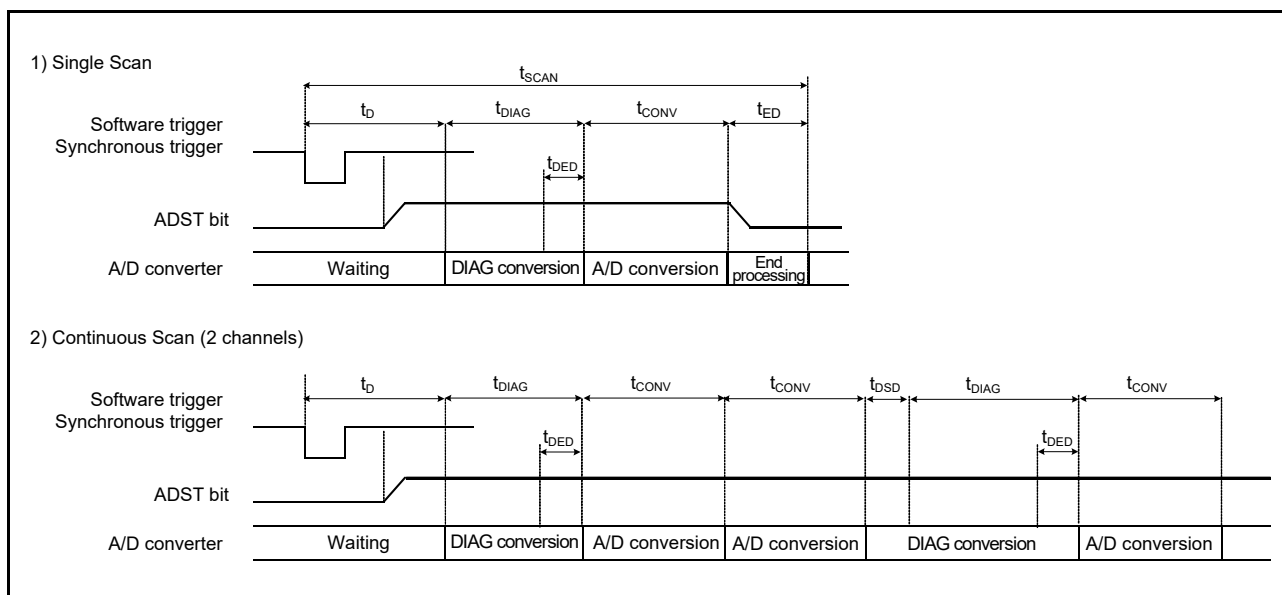 1) Single Scan
tSCAN
tD tDIAG tCONV tED
Software trigger
Synchronous trigger
tDED
ADST bit
A/D converter Waiting DIAG conversion A/D conversion End processing
2) Continuous Scan (2 channels)
tD tDIAG tCONV tCONV tDSD tDIAG tCONV
Software trigger
Synchronous trigger
tDED tDED
ADST bit
A/D converter Waiting DIAG conversion A/D conversion A/D conversion DIAG conversion A/D conversion